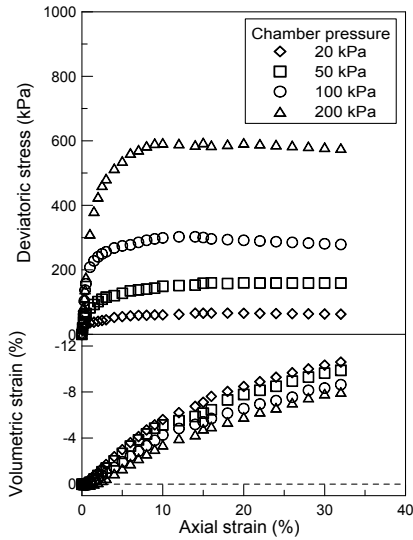 1000
Chamber pressure
20 kPa
50 kPa
100 kPa
200 kPa
800
600
400
200
0
Deviatoric stress (kPa)
-12
-8
-4
0
Volumetric strain (%)
0 10 20 30 40
Axial strain (%)